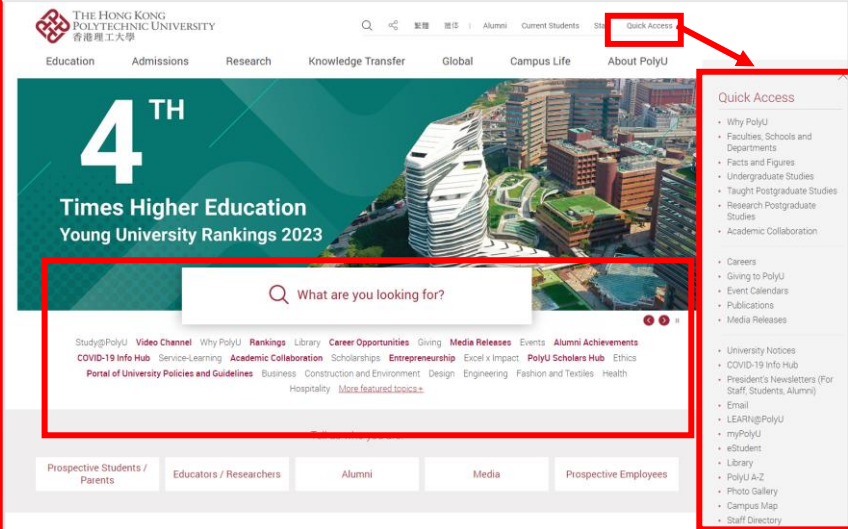 THE HONG KONG
POLYTECHNIC UNIVERSITY
香港理工大學
繁體 简体 | Alumni Current Students Quick Access
Education Admissions Research Knowledge Transfer Global Campus Life About PolyU
4TH
Times Higher Education
Young University Rankings 2023
What are you looking for?
Study@PolyU Video Channel Why PolyU Rankings Library Career Opportunities Giving Media Releases Events Alumni Achievements
COVID-19 Info Hub Service-Learning Academic Collaboration Scholarships Entrepreneurship Excel x Impact PolyU Scholars Hub Ethics
Portal of University Policies and Guidelines Business Construction and Environment Design Engineering Fashion and Textiles Health
Hospitality More featured topics +
Prospective Students /
Parents
Educators / Researchers
Alumni
Media
Prospective Employees
Quick Access
• Why PolyU
• Faculties, Schools and
Departments
• Facts and Figures
• Undergraduate Studies
• Taught Postgraduate Studies
• Research Postgraduate
Studies
• Academic Collaboration
• Careers
• Giving to PolyU
• Event Calendars
• Publications
• Media Releases
• University Notices
• COVID-19 Info Hub
• President's Newsletters (For
Staff, Students, Alumni)
• Email
• LEARN@PolyU
• myPolyU
• eStudent
• Library
• PolyU A-Z
• Photo Gallery
• Campus Map
• Staff Directory